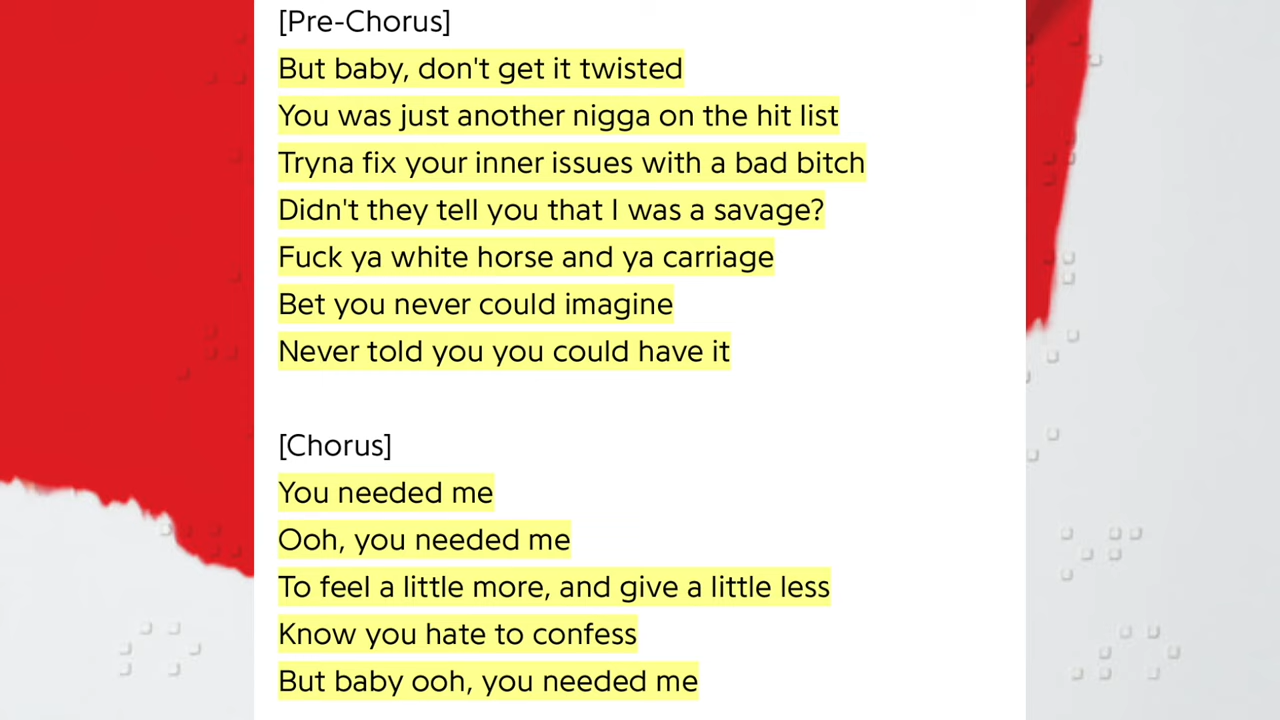 [Pre-Chorus]
But baby, don't get it twisted
You was just another nigga on the hit list
Tryna fix your inner issues with a bad bitch
Didn't they tell you that I was a savage?
Fuck ya white horse and ya carriage
Bet you never could imagine
Never told you you could have it
[Chorus]
You needed me
Ooh, you needed me
To feel a little more, and give a little less
Know you hate to confess
But baby ooh, you needed me